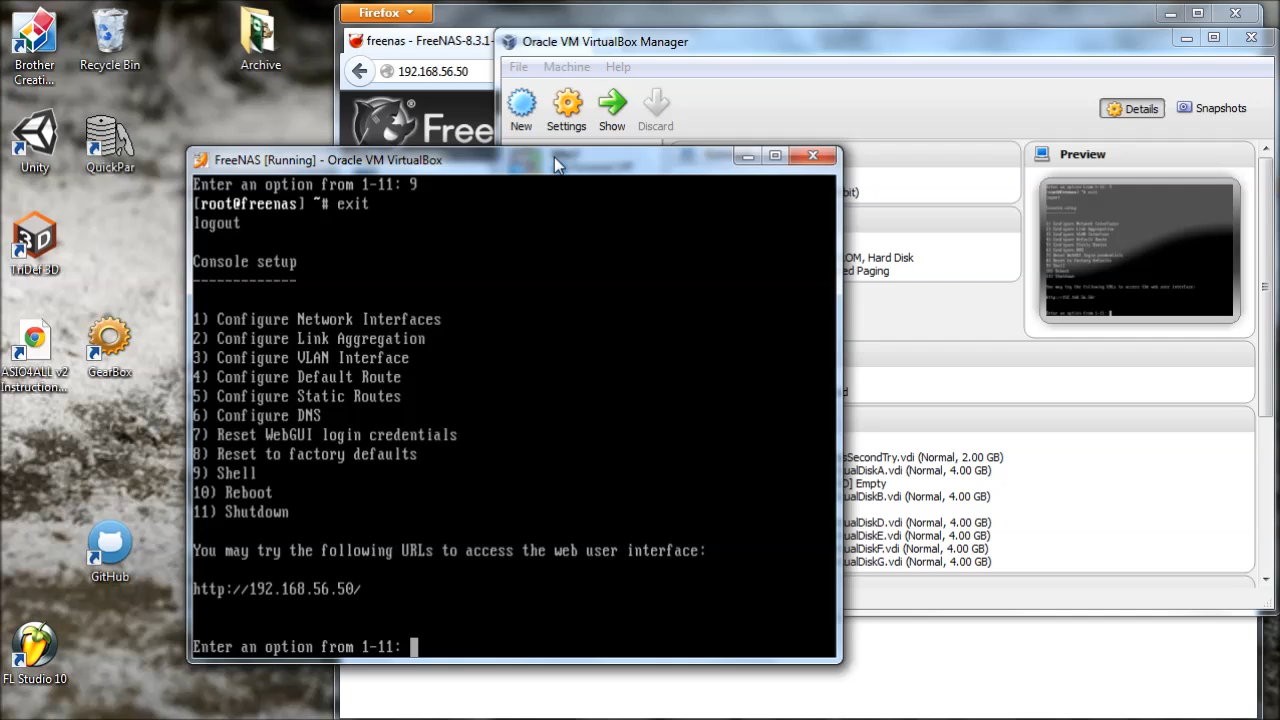 Brother
Creati...
Recycle Bin
Archive
Unity
QuickPar
TriDef 3D
ASIO4ALL v2
Instruction...
GearBox
GitHub
FL Studio 10
Firefox
freenas - FreeNAS-8.3.1-
192.168.56.50
Free
Oracle VM VirtualBox Manager
File Machine Help
New Settings Show Discard
Details Snapshots
Preview
bit)
OM, Hard Disk
ed Paging
d
sSecondTry.vdi (Normal, 2.00 GB)
ualDiskA.vdi (Normal, 4.00 GB)
D] Empty
ualDiskB.vdi (Normal, 4.00 GB)
ualDiskD.vdi (Normal, 4.00 GB)
ualDiskE.vdi (Normal, 4.00 GB)
ualDiskF.vdi (Normal, 4.00 GB)
ualDiskG.vdi (Normal, 4.00 GB)
FreeNAS [Running] - Oracle VM VirtualBox
Enter an option from 1-11: 9
[root@freenas] ~# exit
logout
Console setup
-------------
1) Configure Network Interfaces
2) Configure Link Aggregation
3) Configure VLAN Interface
4) Configure Default Route
5) Configure Static Routes
6) Configure DNS
7) Reset WebGUI login credentials
8) Reset to factory defaults
9) Shell
10) Reboot
11) Shutdown
You may try the following URLs to access the web user interface:
http://192.168.56.50/
Enter an option from 1-11: